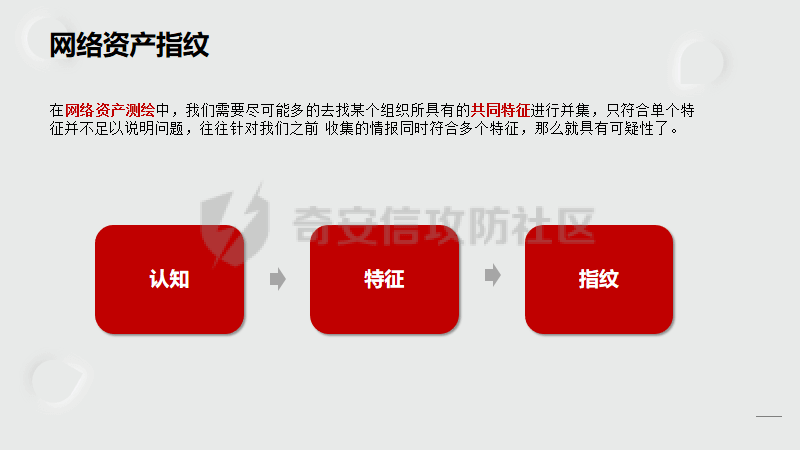 网络资产指纹
在网络资产测绘中，我们需要尽可能多的去找某个组织所具有的共同特征进行并集，只符合单个特
征并不足以说明问题，往往针对我们之前 收集的情报同时符合多个特征，那么就具有可疑性了。
奇安信攻防社区
认知
特征
指纹